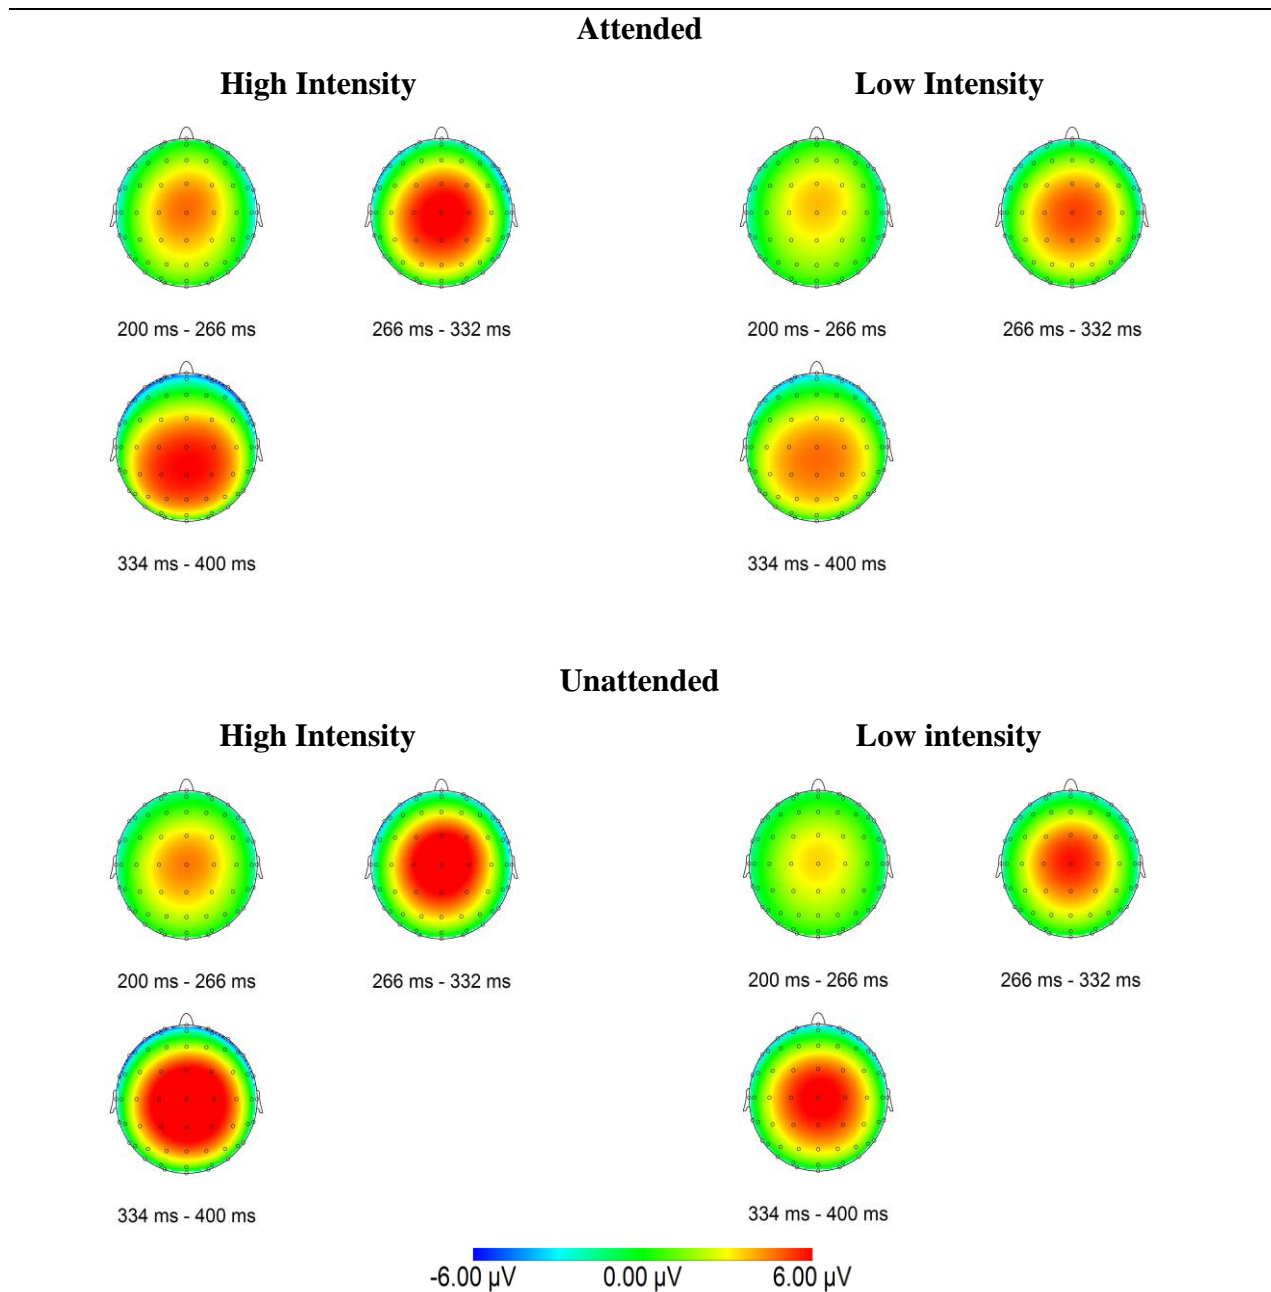 Attended
High Intensity Low Intensity
200 ms - 266 ms 266 ms - 332 ms 200 ms - 266 ms 266 ms - 332 ms
334 ms - 400 ms 334 ms - 400 ms
Unattended
High Intensity Low intensity
200 ms - 266 ms 266 ms - 332 ms 200 ms - 266 ms 266 ms - 332 ms
334 ms - 400 ms 334 ms - 400 ms
-6.00 µV 0.00 µV 6.00 µV